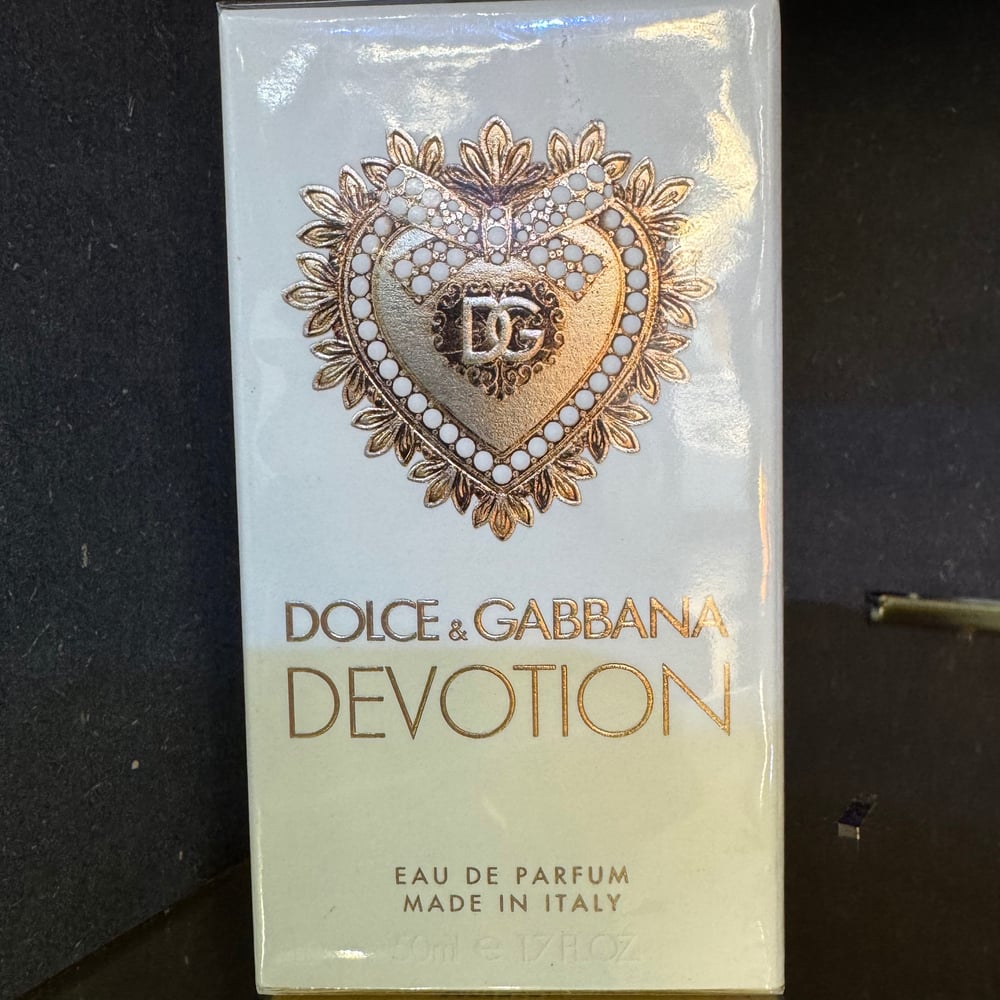 DG
DOLCE & GABBANA
DEVOTION
EAU DE PARFUM
MADE IN ITALY
50ml e 1.7 FL.OZ